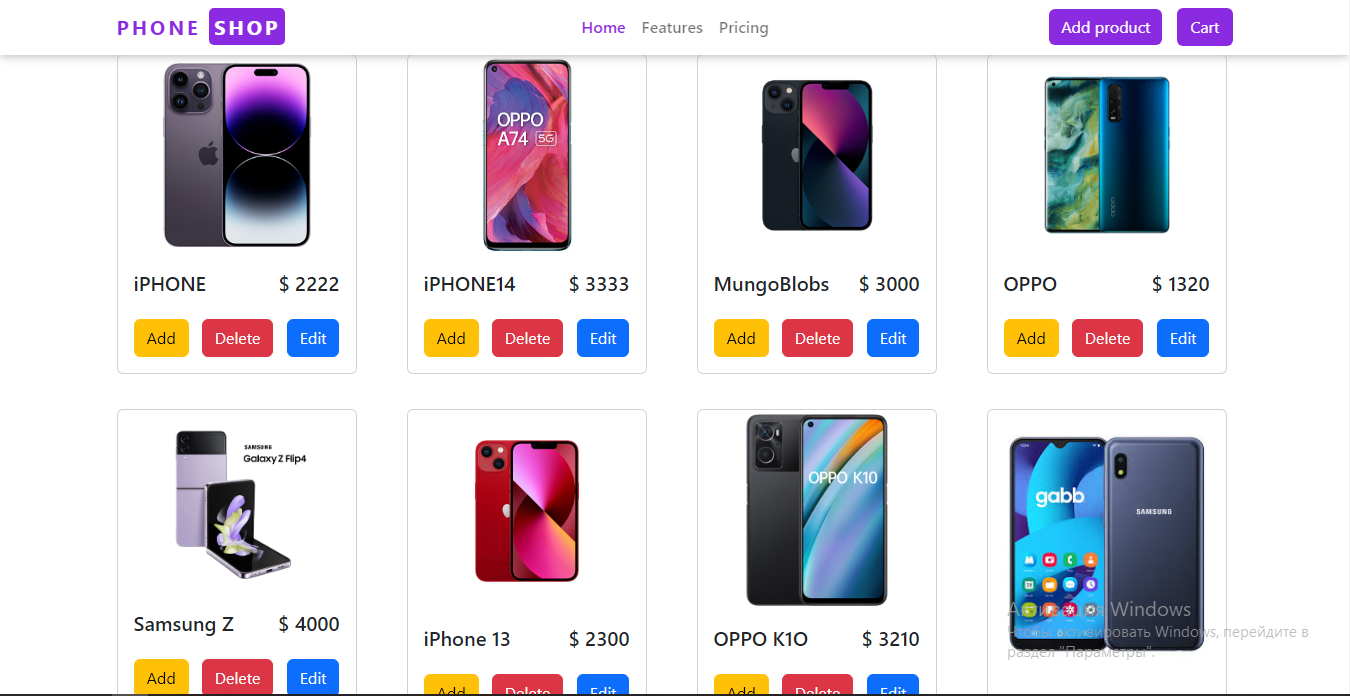 PHONE SHOP
Home Features Pricing
Add product Cart
OPPO
A74 5G
iPHONE $ 2222
iPHONE14 $ 3333
MungoBlobs $ 3000
OPPO $ 1320
Add Delete Edit
Add Delete Edit
Add Delete Edit
Add Delete Edit
SAMSUNG
Galaxy Z Flip4
OPPO K10
gabb
SAMSUNG
Samsung Z $ 4000
iPhone 13 $ 2300
OPPO K1O $ 3210
Add Delete Edit
Add Delete Edit
Add Delete Edit
Активация Windows
Чтобы активировать Windows, перейдите в
раздел "Параметры".